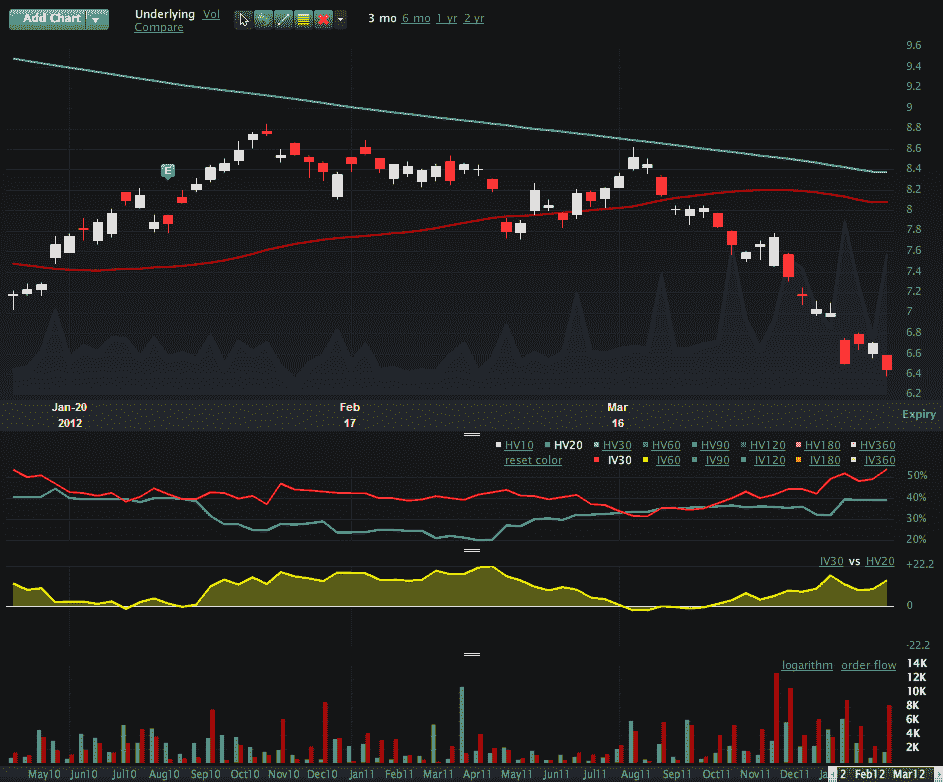 Add Chart Underlying Vol 3 mo 6 mo 1 yr 2 yr
Compare
9.6
9.4
9.2
9
8.8
8.6
8.4
8.2
8
7.8
7.6
7.4
7.2
7
6.8
6.6
6.4
6.2
E
Jan-20 Feb Mar
2012 17 16
Expiry
HV10 HV20 HV30 HV60 HV90 HV120 HV180 HV360
reset color IV30 IV60 IV90 IV120 IV180 IV360
50%
40%
30%
20%
IV30 vs HV20
+22.2
0
-22.2
logarithm order flow
14K
12K
10K
8K
6K
4K
2K
May10 Jun10 Jul10 Aug10 Sep10 Oct10 Nov10 Dec10 Jan11 Feb11 Mar11 Apr11 May11 Jun11 Jul11 Aug11 Sep11 Oct11 Nov11 Dec11 2 Feb12 Mar12